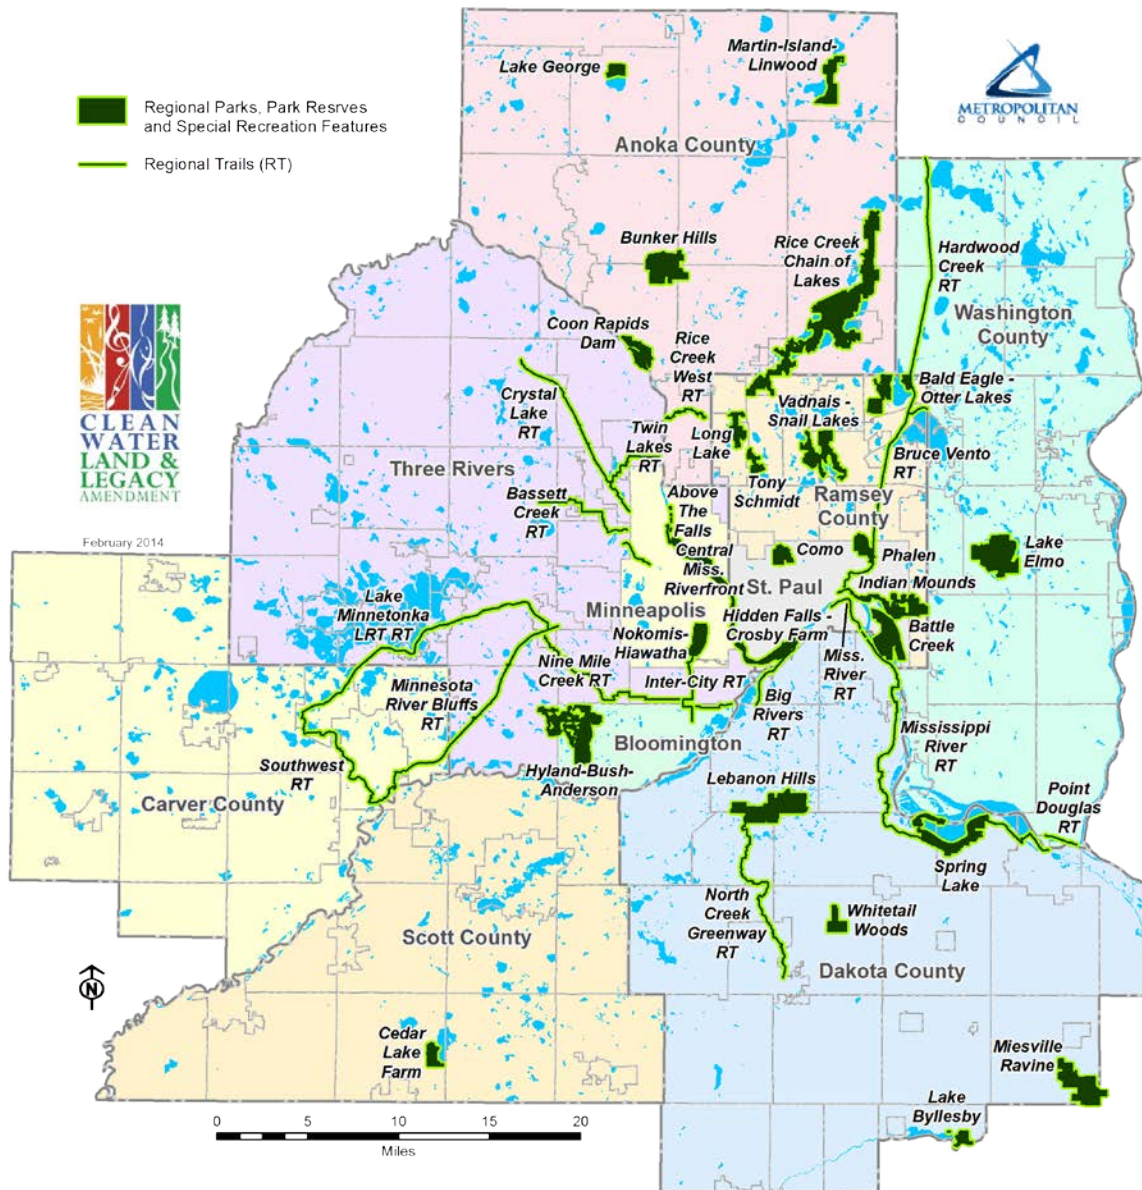 Lake George
Martin-Island-
Linwood
METROPOLITAN
COUNCIL
Regional Parks, Park Resrves
and Special Recreation Features
Regional Trails (RT)
Anoka County
Bunker Hills
Rice Creek
Chain of
Lakes
Hardwood
Creek
RT
Washington
County
Coon Rapids
Dam
Rice
Creek
West
RT
CLEAN
WATER
LAND &
LEGACY
AMENDMENT
February 2014
Crystal
Lake
RT
Twin
Lakes
RT
Long
Lake
Vadnais -
Snail Lakes
Bald Eagle -
Otter Lakes
Bruce Vento
RT
Three Rivers
Bassett
Creek
RT
Above
The
Falls
Tony
Schmidt
Ramsey
County
Central
Miss.
Riverfront
Como
Phalen
Lake
Elmo
St. Paul
Indian Mounds
Lake
Minnetonka
LRT RT
Minneapolis
Nokomis-
Hiawatha
Hidden Falls -
Crosby Farm
Battle
Creek
Miss.
River
RT
Nine Mile
Creek RT
Inter-City RT
Minnesota
River Bluffs
RT
Big
Rivers
RT
Southwest
RT
Bloomington
Mississippi
River
RT
Hyland-Bush-
Anderson
Lebanon Hills
Point
Douglas
RT
Carver County
Spring
Lake
North
Creek
Greenway
RT
Whitetail
Woods
Scott County
Dakota County
N
Cedar
Lake
Farm
Miesville
Ravine
Lake
Byllesby
0 5 10 15 20
Miles